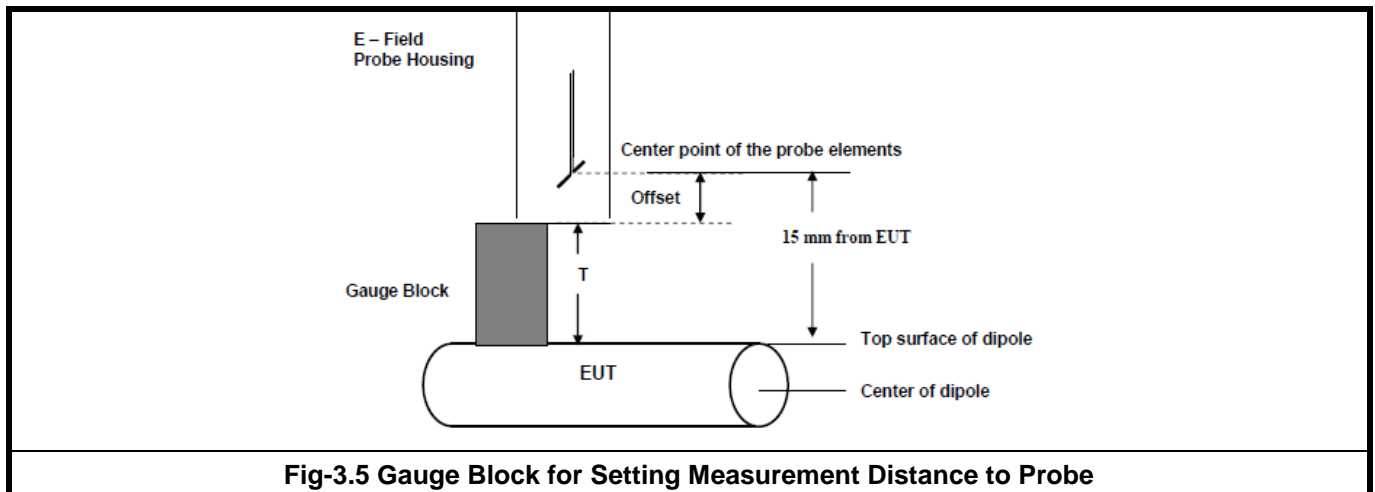 E – Field
Probe Housing
Center point of the probe elements
Offset
15 mm from EUT
T
Gauge Block
Top surface of dipole
EUT
Center of dipole
Fig-3.5 Gauge Block for Setting Measurement Distance to Probe